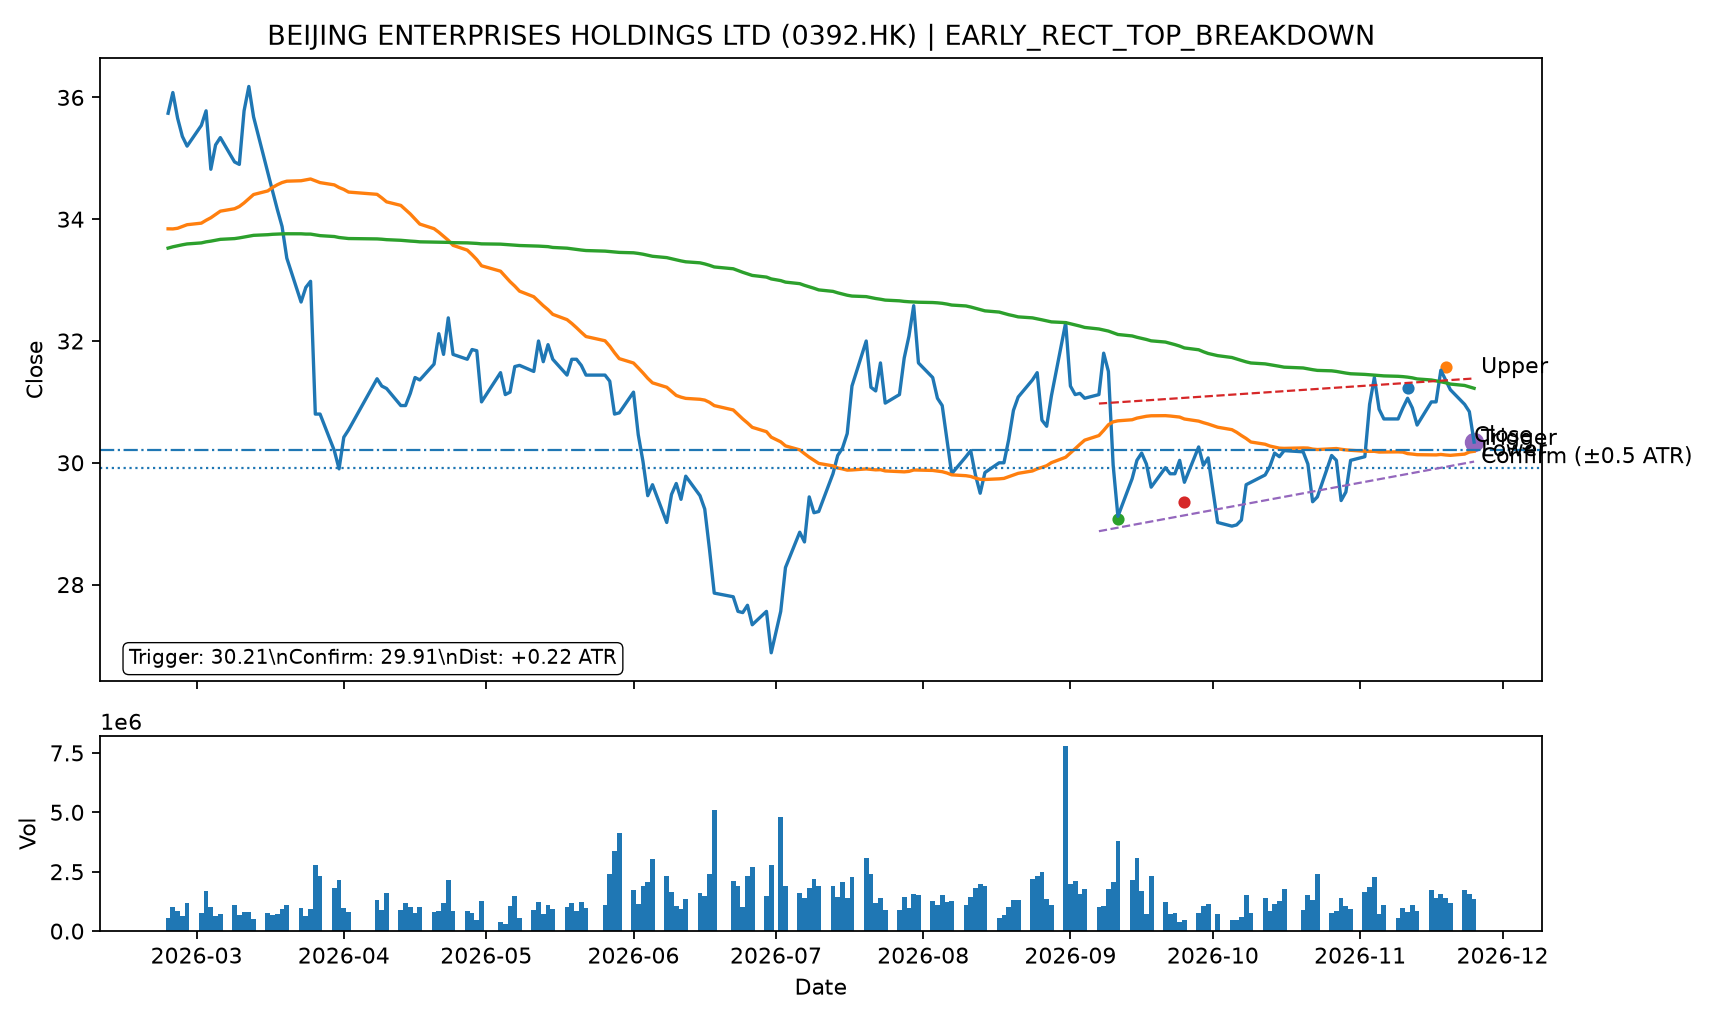 BEIJING ENTERPRISES HOLDINGS LTD (0392.HK) | EARLY_RECT_TOP_BREAKDOWN
36
34
32
30
28
Close
Upper
Close
Trigger
Lower
Confirm (±0.5 ATR)
Trigger: 30.21\nConfirm: 29.91\nDist: +0.22 ATR
1e6
7.5
5.0
2.5
0.0
Vol
2026-03
2026-04
2026-05
2026-06
2026-07
2026-08
2026-09
2026-10
2026-11
2026-12
Date